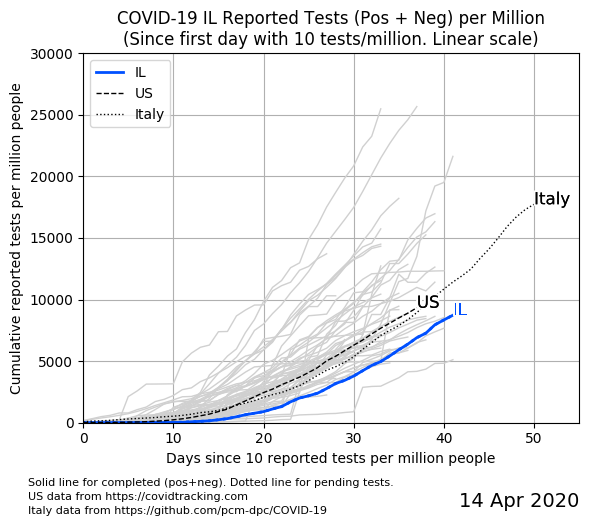 COVID-19 IL Reported Tests (Pos + Neg) per Million
(Since first day with 10 tests/million. Linear scale)
IL
US
Italy
Cumulative reported tests per million people
30000
25000
20000
15000
10000
5000
0
Italy
US
IL
0 10 20 30 40 50
Days since 10 reported tests per million people
Solid line for completed (pos+neg). Dotted line for pending tests.
US data from https://covidtracking.com
Italy data from https://github.com/pcm-dpc/COVID-19
14 Apr 2020